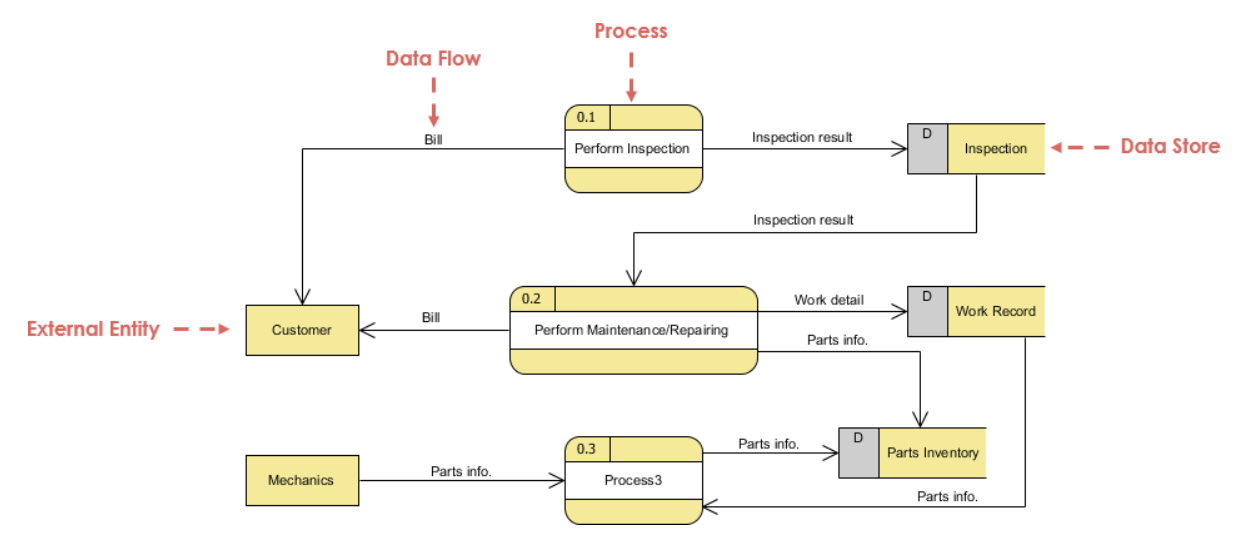 Process
Data Flow
0.1
Bill
Perform Inspection
Inspection result
D
Inspection
Data Store
Inspection result
0.2
Work detail
D
Work Record
External Entity
Customer
Bill
Perform Maintenance/Repairing
Parts info.
0.3
Parts info.
D
Parts Inventory
Mechanics
Parts info.
Process3
Parts info.